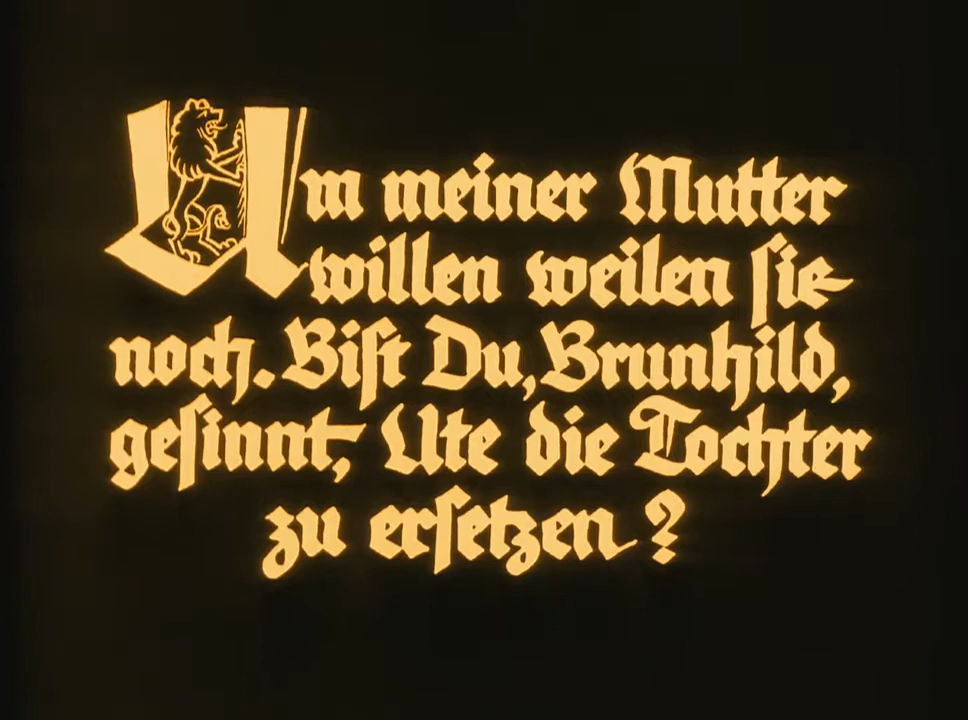 Um meiner Mutter
willen weilen sie
noch. Bist Du, Brunhild,
gesinnt, Ute die Tochter
zu ersetzen?